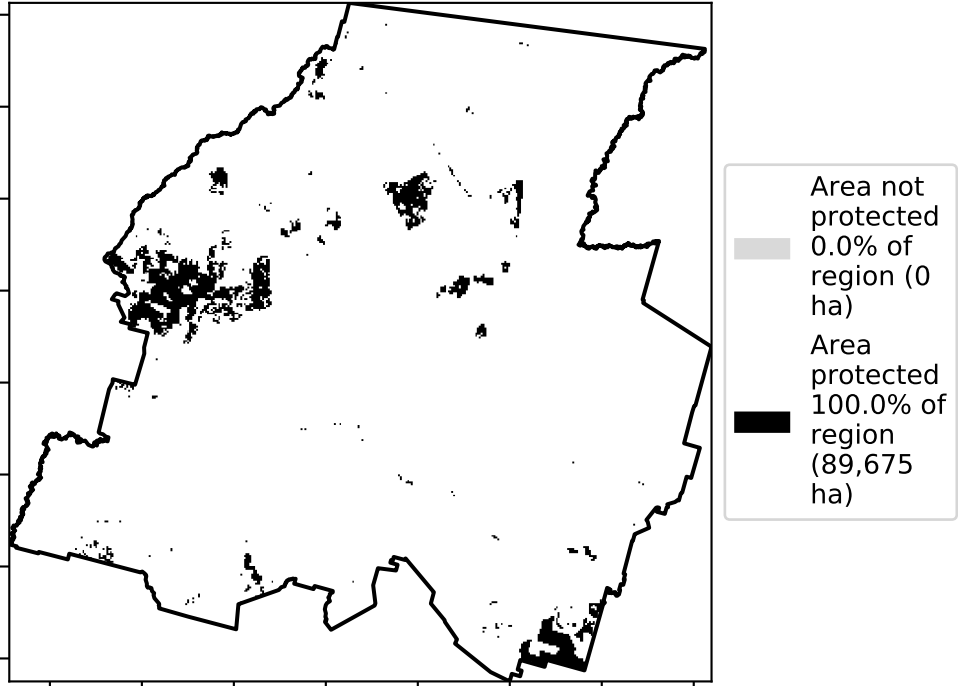 Area not
protected
0.0% of
region (0
ha)
Area
protected
100.0% of
region
(89,675
ha)